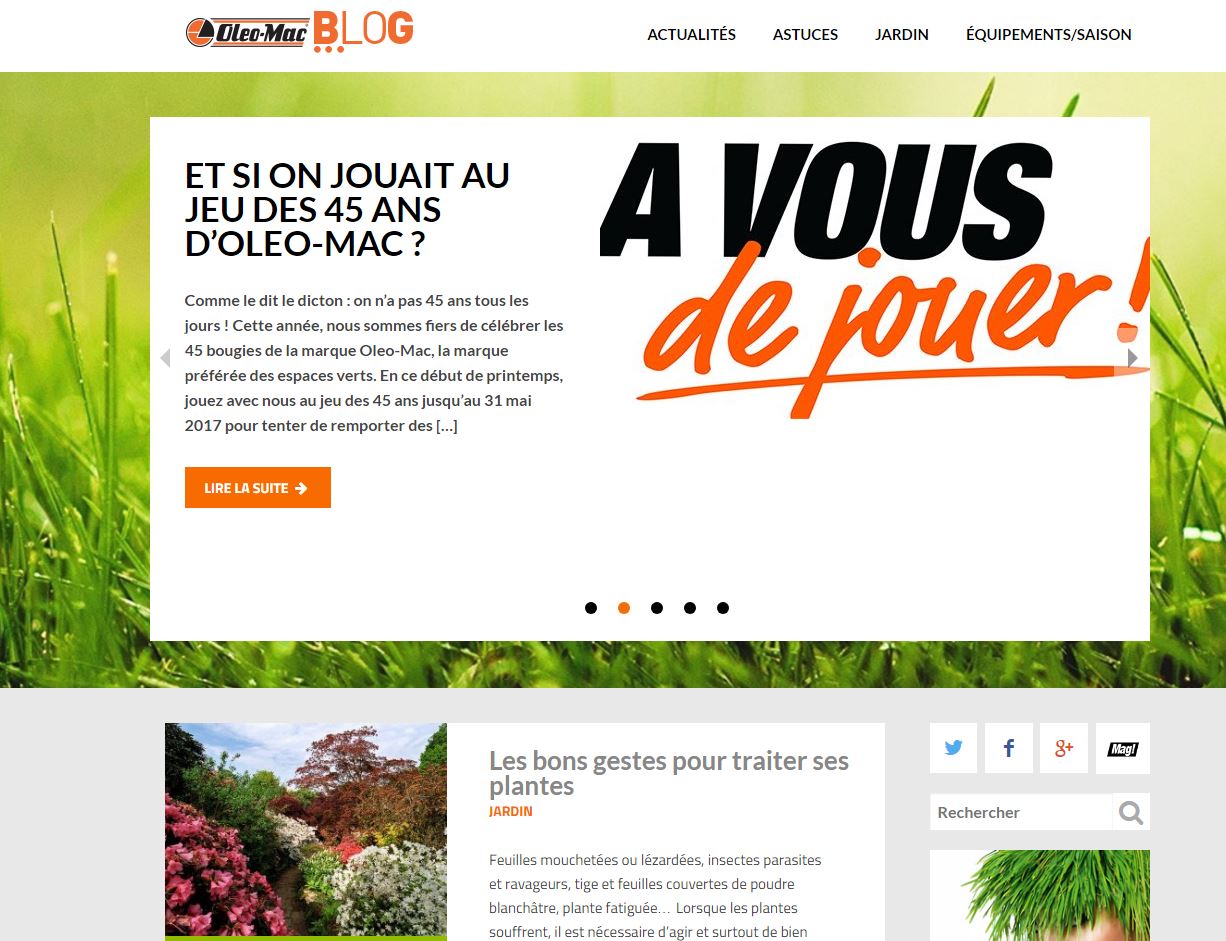 Oleo-Mac BLOG
ACTUALITÉS ASTUCES JARDIN ÉQUIPEMENTS/SAISON
ET SI ON JOUAIT AU
JEU DES 45 ANS
D’OLEO-MAC ?
Comme le dit le dicton : on n’a pas 45 ans tous les
jours ! Cette année, nous sommes fiers de célébrer les
45 bougies de la marque Oleo-Mac, la marque
préférée des espaces verts. En ce début de printemps,
jouez avec nous au jeu des 45 ans jusqu’au 31 mai
2017 pour tenter de remporter des […]
LIRE LA SUITE
A VOUS
de jouer !
Les bons gestes pour traiter ses
plantes
JARDIN
Feuilles mouchetées ou lézardées, insectes parasites
et ravageurs, tige et feuilles couvertes de poudre
blanchâtre, plante fatiguée… Lorsque les plantes
souffrent, il est nécessaire d’agir et surtout de bien
f g+ Mag!
Rechercher